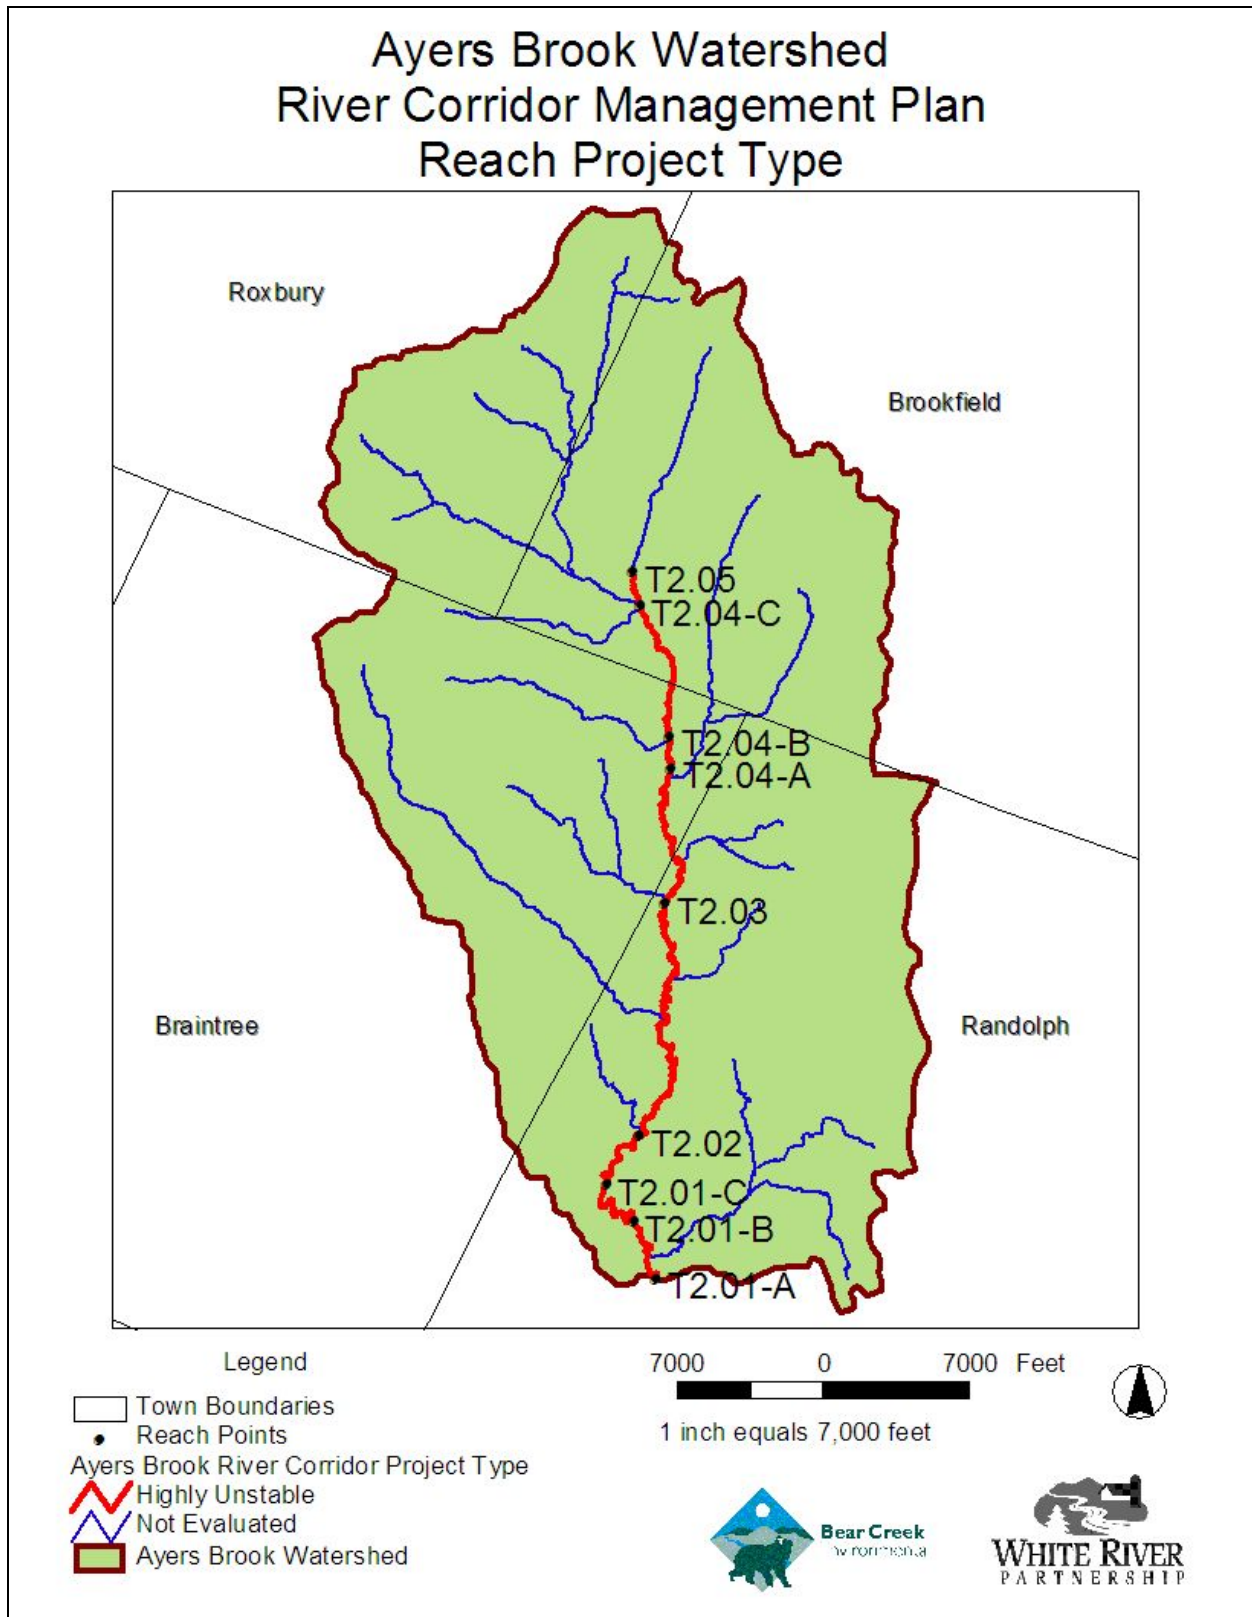 Ayers Brook Watershed
River Corridor Management Plan
Reach Project Type
Roxbury
Brookfield
T2.05
T2.04-C
T2.04-B
T2.04-A
T2.03
Braintree
Randolph
T2.02
T2.01-C
T2.01-B
T2.01-A
Legend
Town Boundaries
Reach Points
Ayers Brook River Corridor Project Type
Highly Unstable
Not Evaluated
Ayers Brook Watershed
7000 0 7000 Feet
1 inch equals 7,000 feet
Bear Creek
WHITE RIVER
PARTNERSHIP